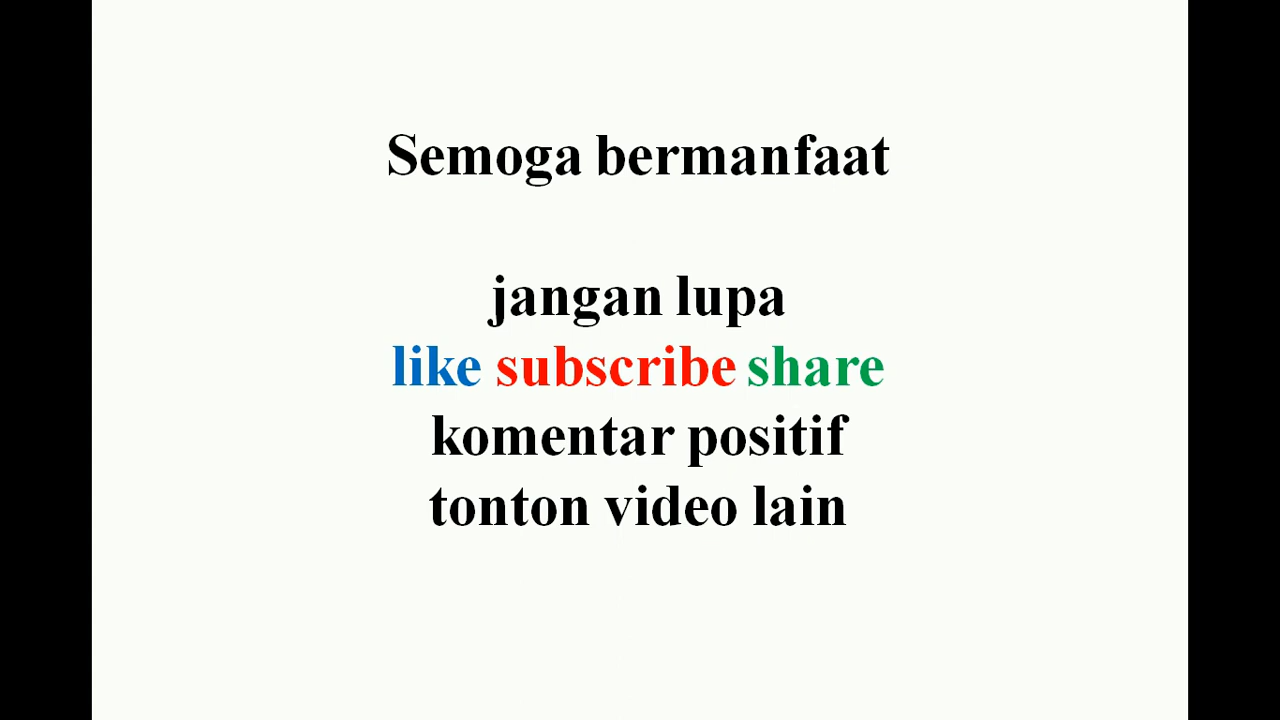 Semoga bermanfaat
jangan lupa
like subscribe share
komentar positif
tonton video lain